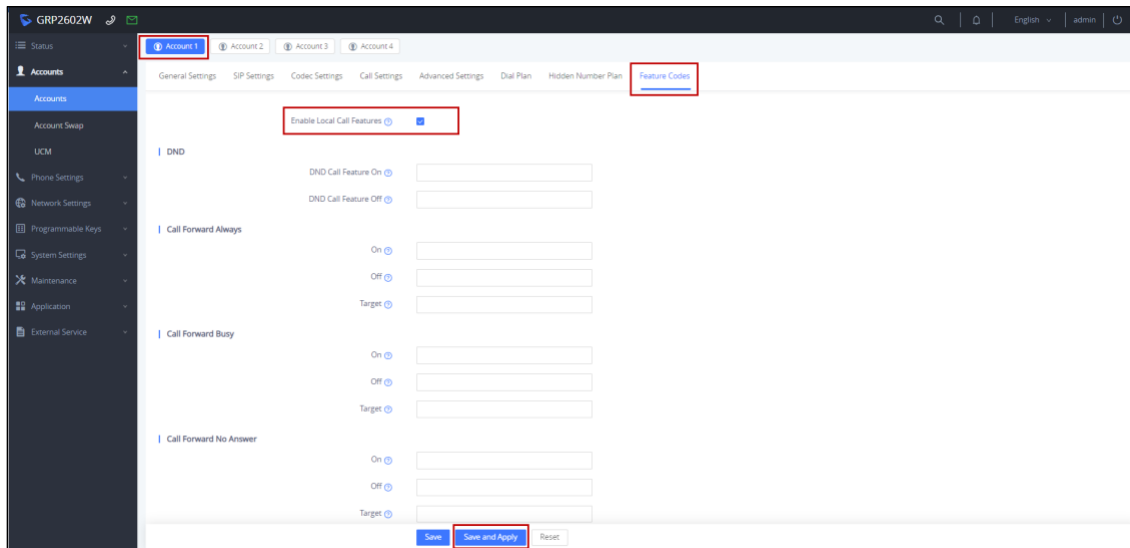 GRP2602W
English
admin
Status
Accounts
Accounts
Account Swap
UCM
Phone Settings
Network Settings
Programmable Keys
System Settings
Maintenance
Application
External Service
Account 1 Account 2 Account 3 Account 4
General Settings SIP Settings Codec Settings Call Settings Advanced Settings Dial Plan Hidden Number Plan Feature Codes
Enable Local Call Features
DND
DND Call Feature On
DND Call Feature Off
Call Forward Always
On
Off
Target
Call Forward Busy
On
Off
Target
Call Forward No Answer
On
Off
Target
Save Save and Apply Reset